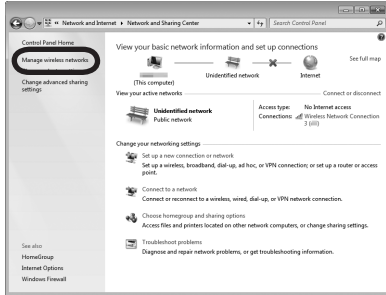 Network and Internet ▸ Network and Sharing Center
Search Control Panel
Control Panel Home
Manage wireless networks
Change advanced sharing
settings
View your basic network information and set up connections
See full map
(This computer)
Unidentified network
Internet
View your active networks
Connect or disconnect
Unidentified network
Public network
Access type: No Internet access
Connections: Wireless Network Connection
3
Change your networking settings
Set up a new connection or network
Set up a wireless, broadband, dial-up, ad hoc, or VPN connection; or set up a router or access
point.
Connect to a network
Connect or reconnect to a wireless, wired, dial-up, or VPN network connection.
Choose homegroup and sharing options
Access files and printers located on other network computers, or change sharing settings.
Troubleshoot problems
Diagnose and repair network problems, or get troubleshooting information.
See also
HomeGroup
Internet Options
Windows Firewall